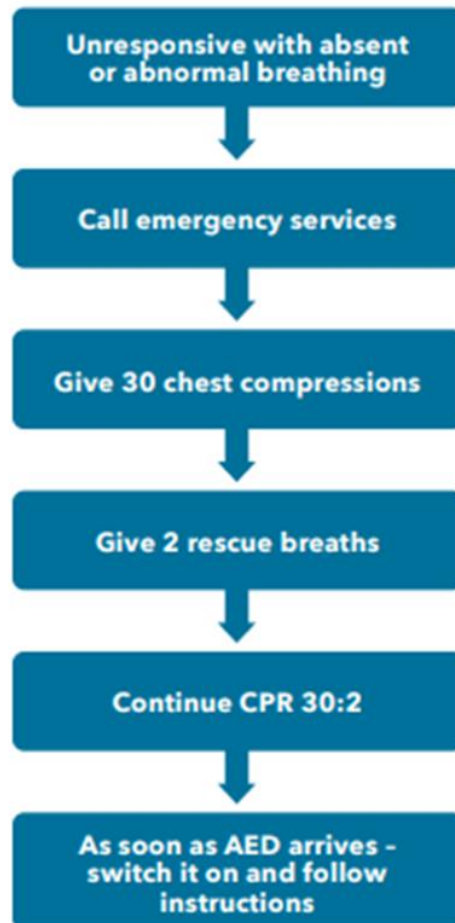 Unresponsive with absent
or abnormal breathing
Call emergency services
Give 30 chest compressions
Give 2 rescue breaths
Continue CPR 30:2
As soon as AED arrives –
switch it on and follow
instructions